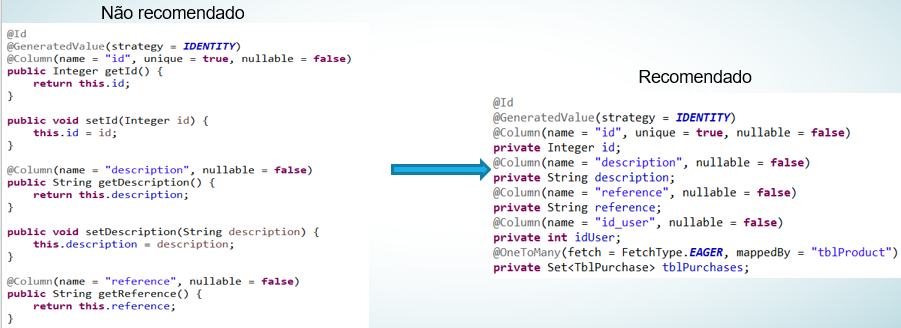 Não recomendado
@Id
@GeneratedValue(strategy = IDENTITY)
@Column(name = "id", unique = true, nullable = false)
public Integer getId() {
    return this.id;
}

public void setId(Integer id) {
    this.id = id;
}

@Column(name = "description", nullable = false)
public String getDescription() {
    return this.description;
}

public void setDescription(String description) {
    this.description = description;
}

@Column(name = "reference", nullable = false)
public String getReference() {
    return this.reference;
}
Recomendado
@Id
@GeneratedValue(strategy = IDENTITY)
@Column(name = "id", unique = true, nullable = false)
private Integer id;
@Column(name = "description", nullable = false)
private String description;
@Column(name = "reference", nullable = false)
private String reference;
@Column(name = "id_user", nullable = false)
private int idUser;
@OneToMany(fetch = FetchType.EAGER, mappedBy = "tblProduct")
private Set<TblPurchase> tblPurchases;